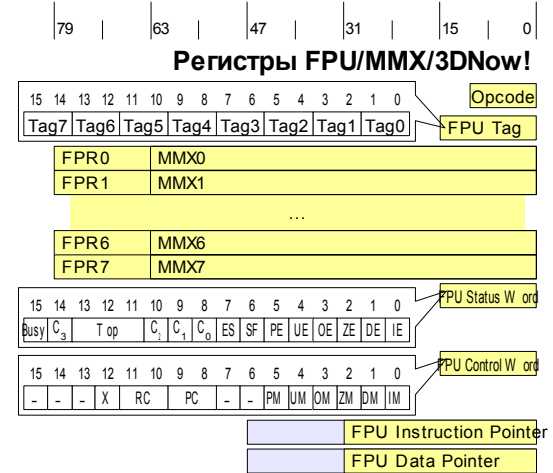 79 63 47 31 15 0
Регистры FPU/MMX/3DNow!
15 14 13 12 11 10 9 8 7 6 5 4 3 2 1 0 Opcode
Tag7 Tag6 Tag5 Tag4 Tag3 Tag2 Tag1 Tag0 FPU Tag
FPR0 MMX0
FPR1 MMX1
...
FPR6 MMX6
FPR7 MMX7
15 14 13 12 11 10 9 8 7 6 5 4 3 2 1 0 FPU Status W ord
Busy C3 T op C2 C1 C0 ES SF PE UE OE ZE DE IE
15 14 13 12 11 10 9 8 7 6 5 4 3 2 1 0 FPU Control W ord
- - - X RC PC - - PM UM OM ZM DM IM
FPU Instruction Pointer
FPU Data Pointer